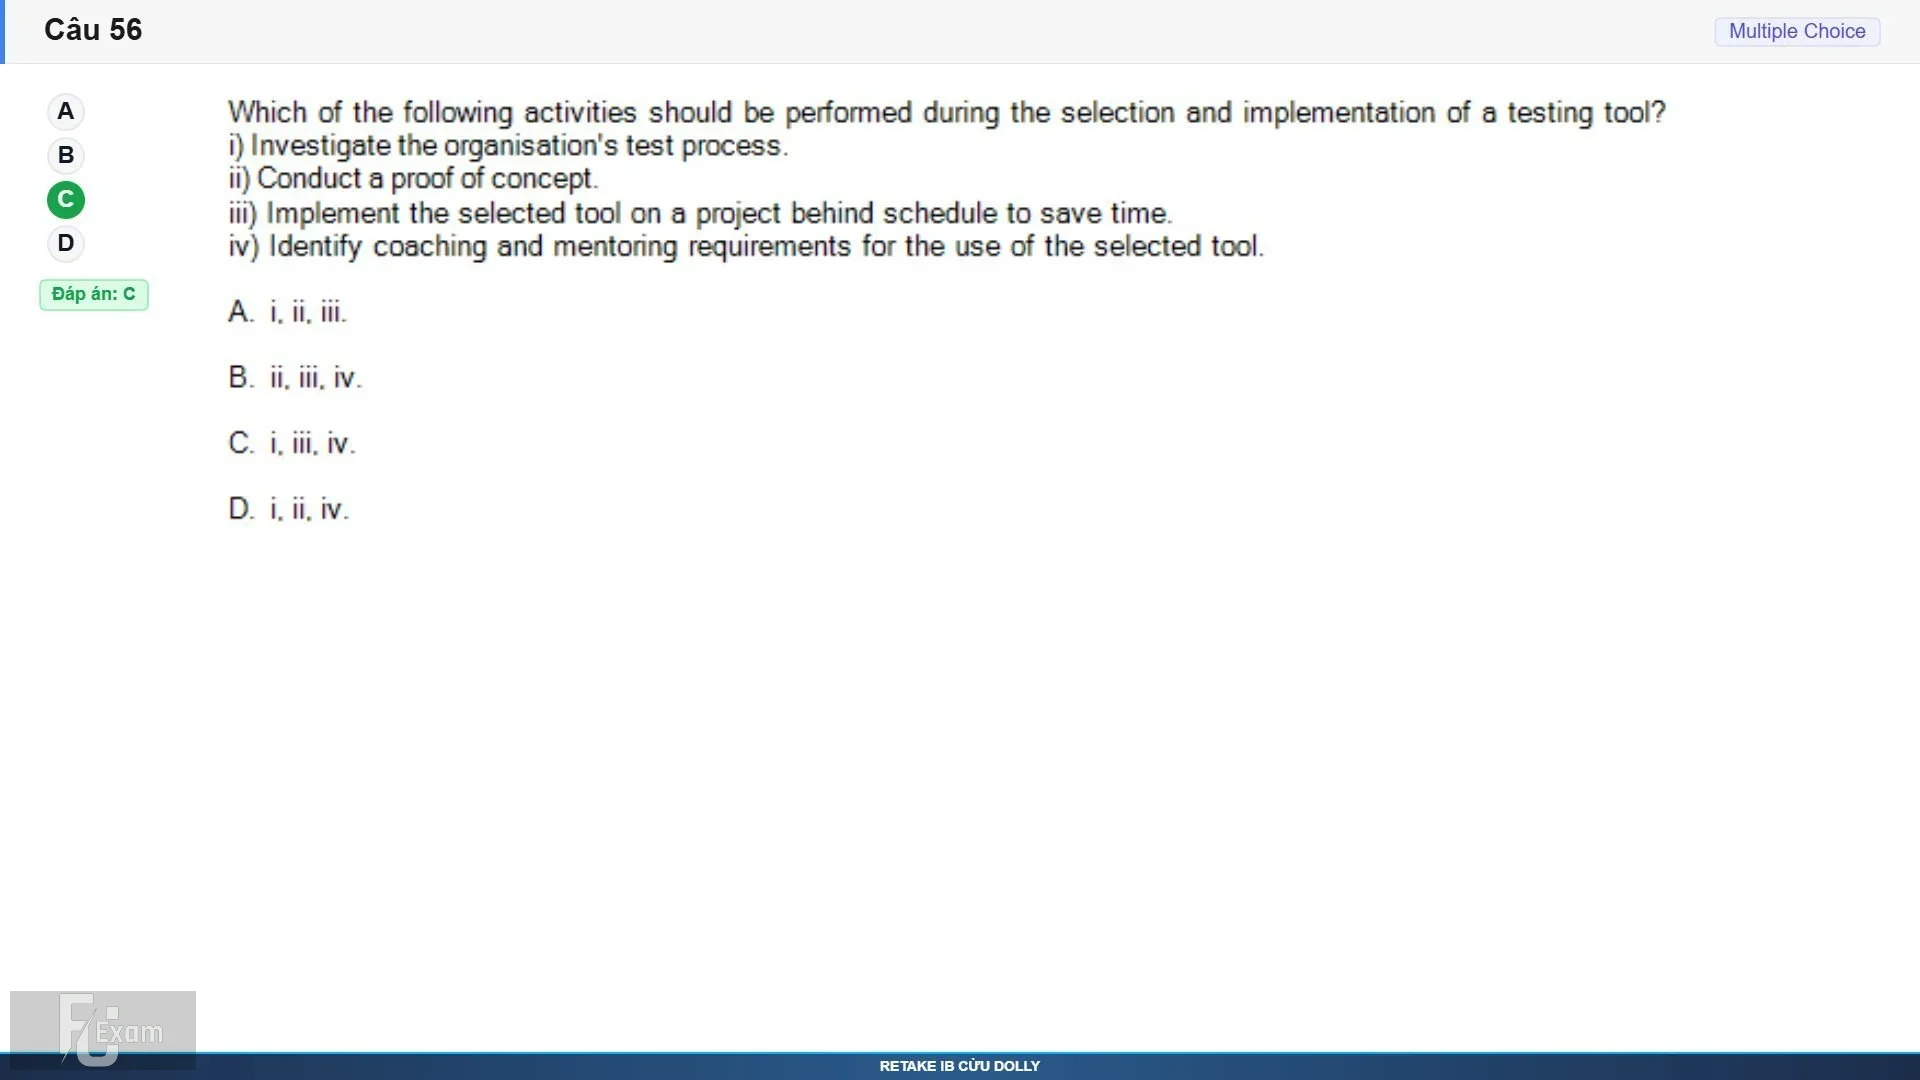 Câu 56
Multiple Choice
A
B
C
D
Đáp án: C
Which of the following activities should be performed during the selection and implementation of a testing tool?
i) Investigate the organisation's test process.
ii) Conduct a proof of concept.
iii) Implement the selected tool on a project behind schedule to save time.
iv) Identify coaching and mentoring requirements for the use of the selected tool.
A. i, ii, iii.
B. ii, iii, iv.
C. i, iii, iv.
D. i, ii, iv.
Exam
RETAKE IB CỪU DOLLY